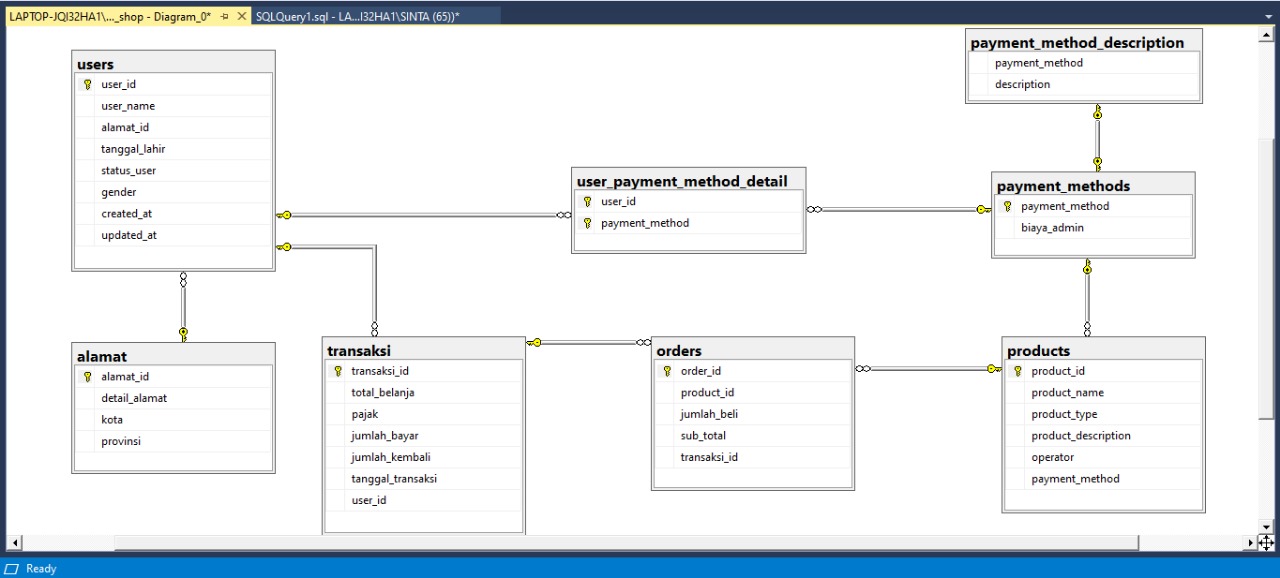 LAPTOP-JQI32HA1\..._shop - Diagram_0*
SQLQuery1.sql - LA...I32HA1\SINTA (65))*
users
user_id
user_name
alamat_id
tanggal_lahir
status_user
gender
created_at
updated_at
payment_method_description
payment_method
description
user_payment_method_detail
user_id
payment_method
payment_methods
payment_method
biaya_admin
alamat
alamat_id
detail_alamat
kota
provinsi
transaksi
transaksi_id
total_belanja
pajak
jumlah_bayar
jumlah_kembali
tanggal_transaksi
user_id
orders
order_id
product_id
jumlah_beli
sub_total
transaksi_id
products
product_id
product_name
product_type
product_description
operator
payment_method
Ready